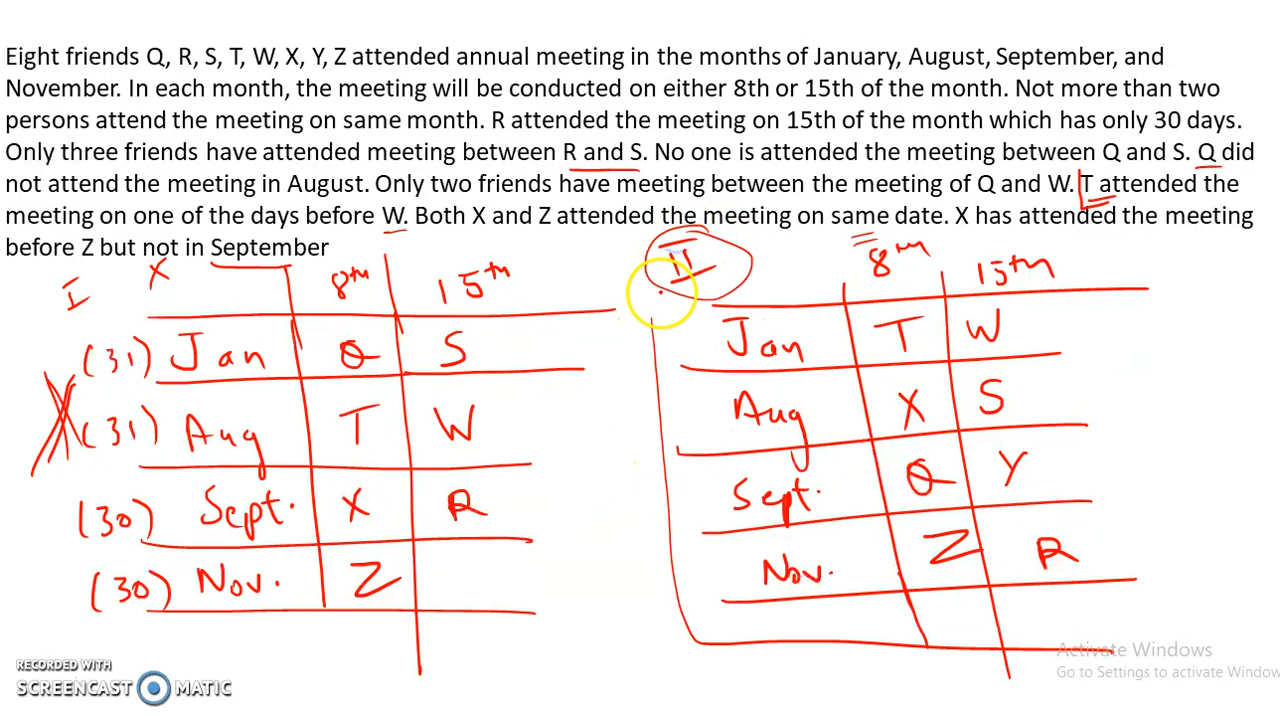 Eight friends Q, R, S, T, W, X, Y, Z attended annual meeting in the months of January, August, September, and
November. In each month, the meeting will be conducted on either 8th or 15th of the month. Not more than two
persons attend the meeting on same month. R attended the meeting on 15th of the month which has only 30 days.
Only three friends have attended meeting between R and S. No one is attended the meeting between Q and S. Q did
not attend the meeting in August. Only two friends have meeting between the meeting of Q and W. T attended the
meeting on one of the days before W. Both X and Z attended the meeting on same date. X has attended the meeting
before Z but not in September
I X 8th 15th
(31) Jan Q S
X (31) Aug T W
(30) Sept. X R
(30) Nov. Z
II 8th 15th
Jan T W
Aug X S
Sept. Q Y
Nov. Z R
Activate Windows
Go to Settings to activate Window
RECORDED WITH
SCREENCAST MATIC